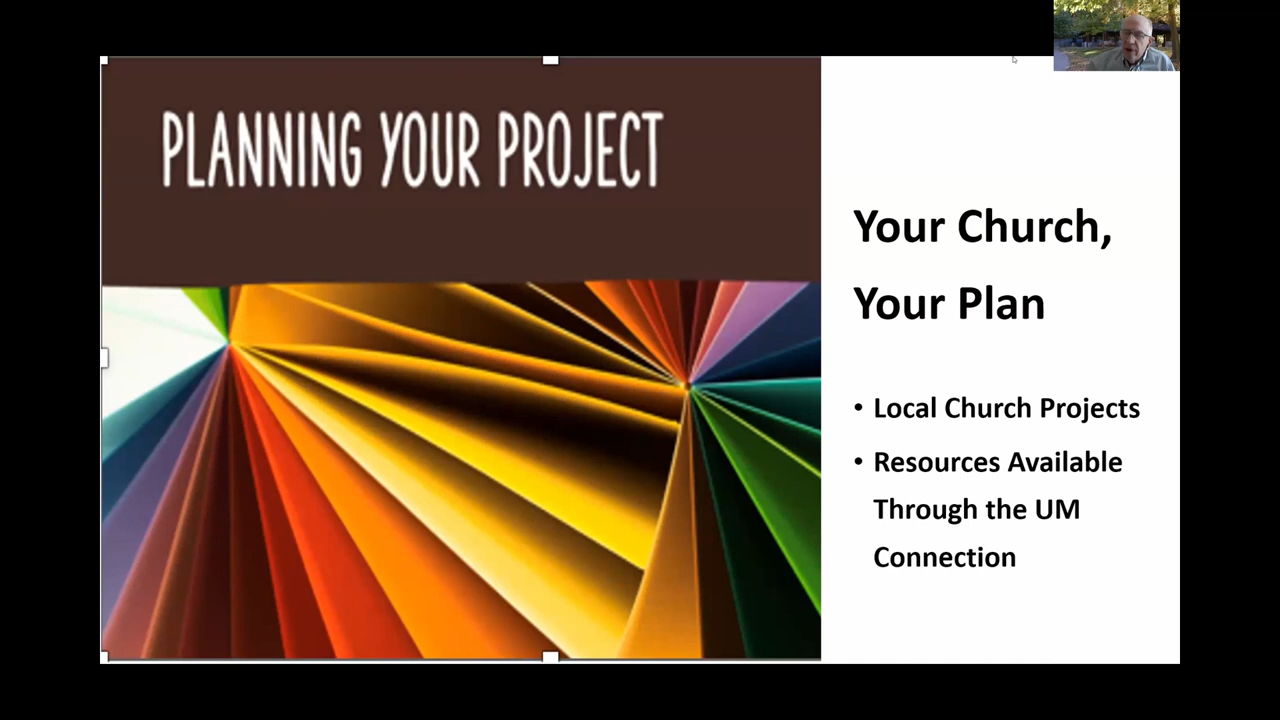 PLANNING YOUR PROJECT
Your Church,
Your Plan
• Local Church Projects
• Resources Available
Through the UM
Connection